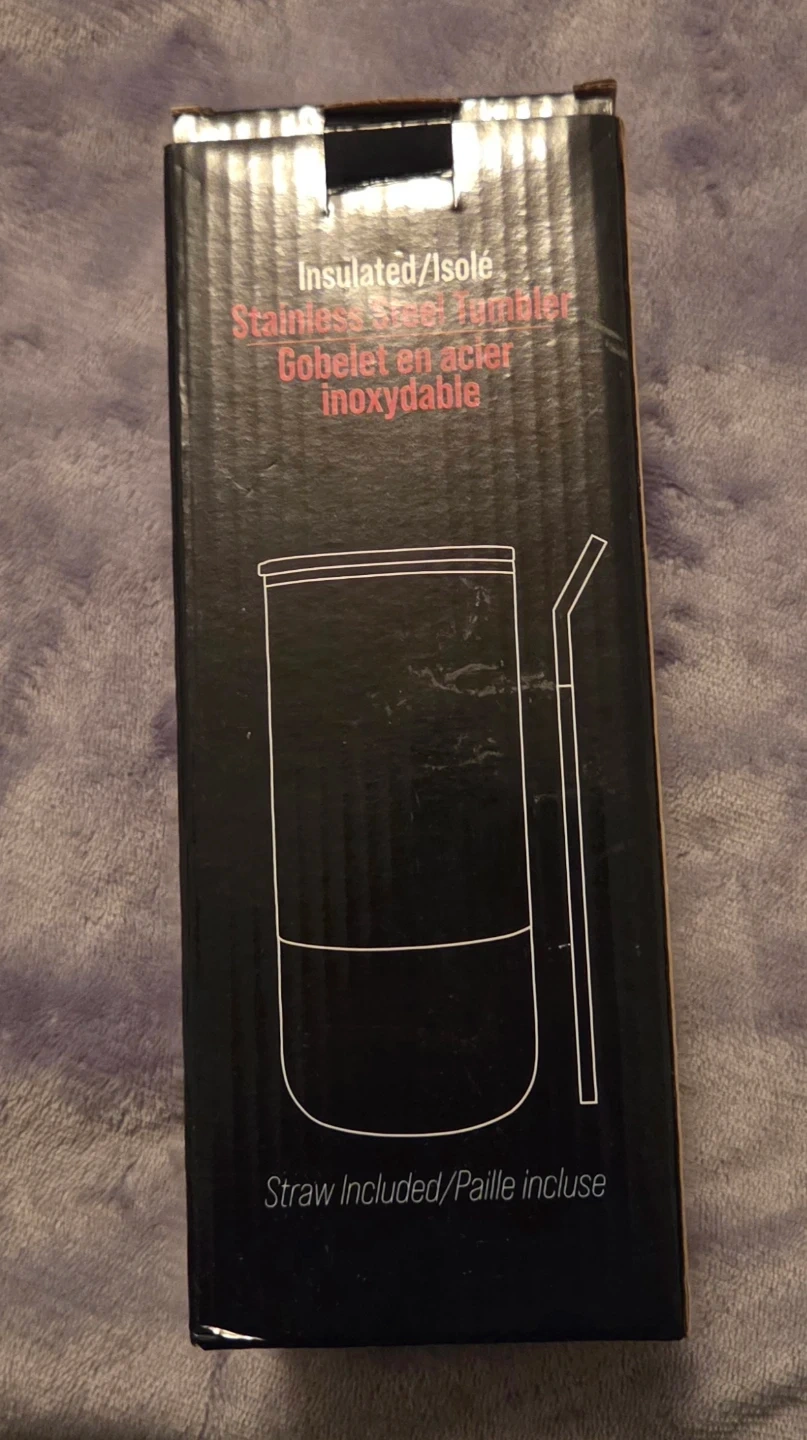 Insulated/Isolé
Stainless Steel Tumbler
Gobelet en acier
inoxydable
Straw Included/Paille incluse